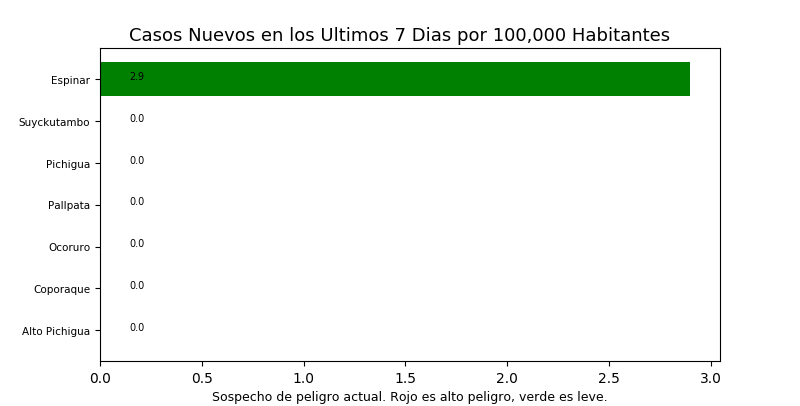 Casos Nuevos en los Ultimos 7 Dias por 100,000 Habitantes
Espinar 2.9
Suyckutambo 0.0
Pichigua 0.0
Pallpata 0.0
Ocoruro 0.0
Coporaque 0.0
Alto Pichigua 0.0
0.0 0.5 1.0 1.5 2.0 2.5 3.0
Sospecho de peligro actual. Rojo es alto peligro, verde es leve.